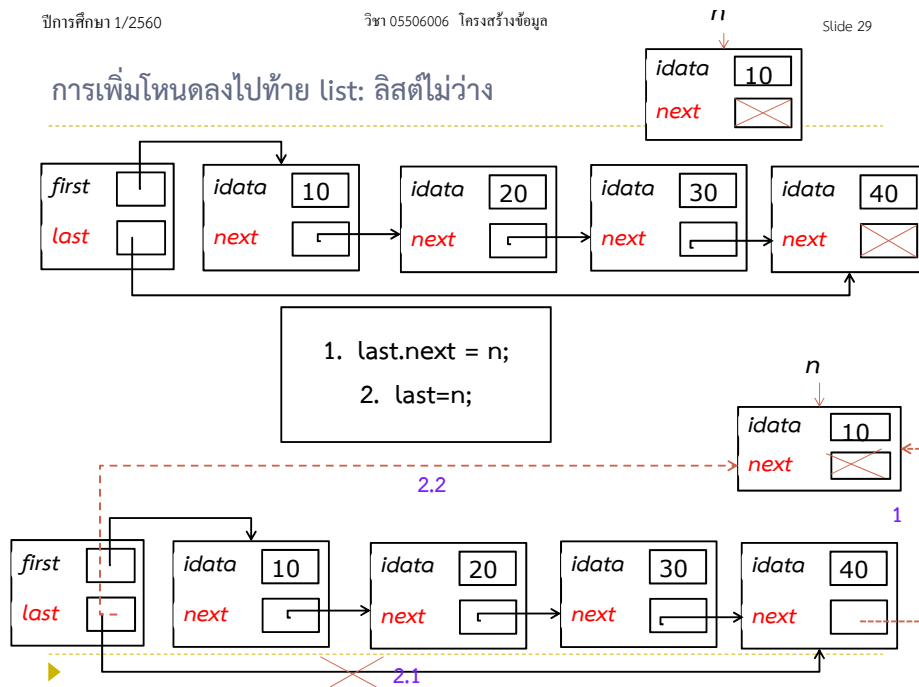 ปีการศึกษา 1/2560 วิชา 05506006 โครงสร้างข้อมูล Slide 29
n
การเพิ่มโหนดลงไปท้าย list: ลิสต์ไม่ว่าง
idata 10
next
first idata 10 idata 20 idata 30 idata 40
last next next next next
1. last.next = n;
2. last=n;
n
idata 10
next
2.2
1
first idata 10 idata 20 idata 30 idata 40
last next next next next
2.1